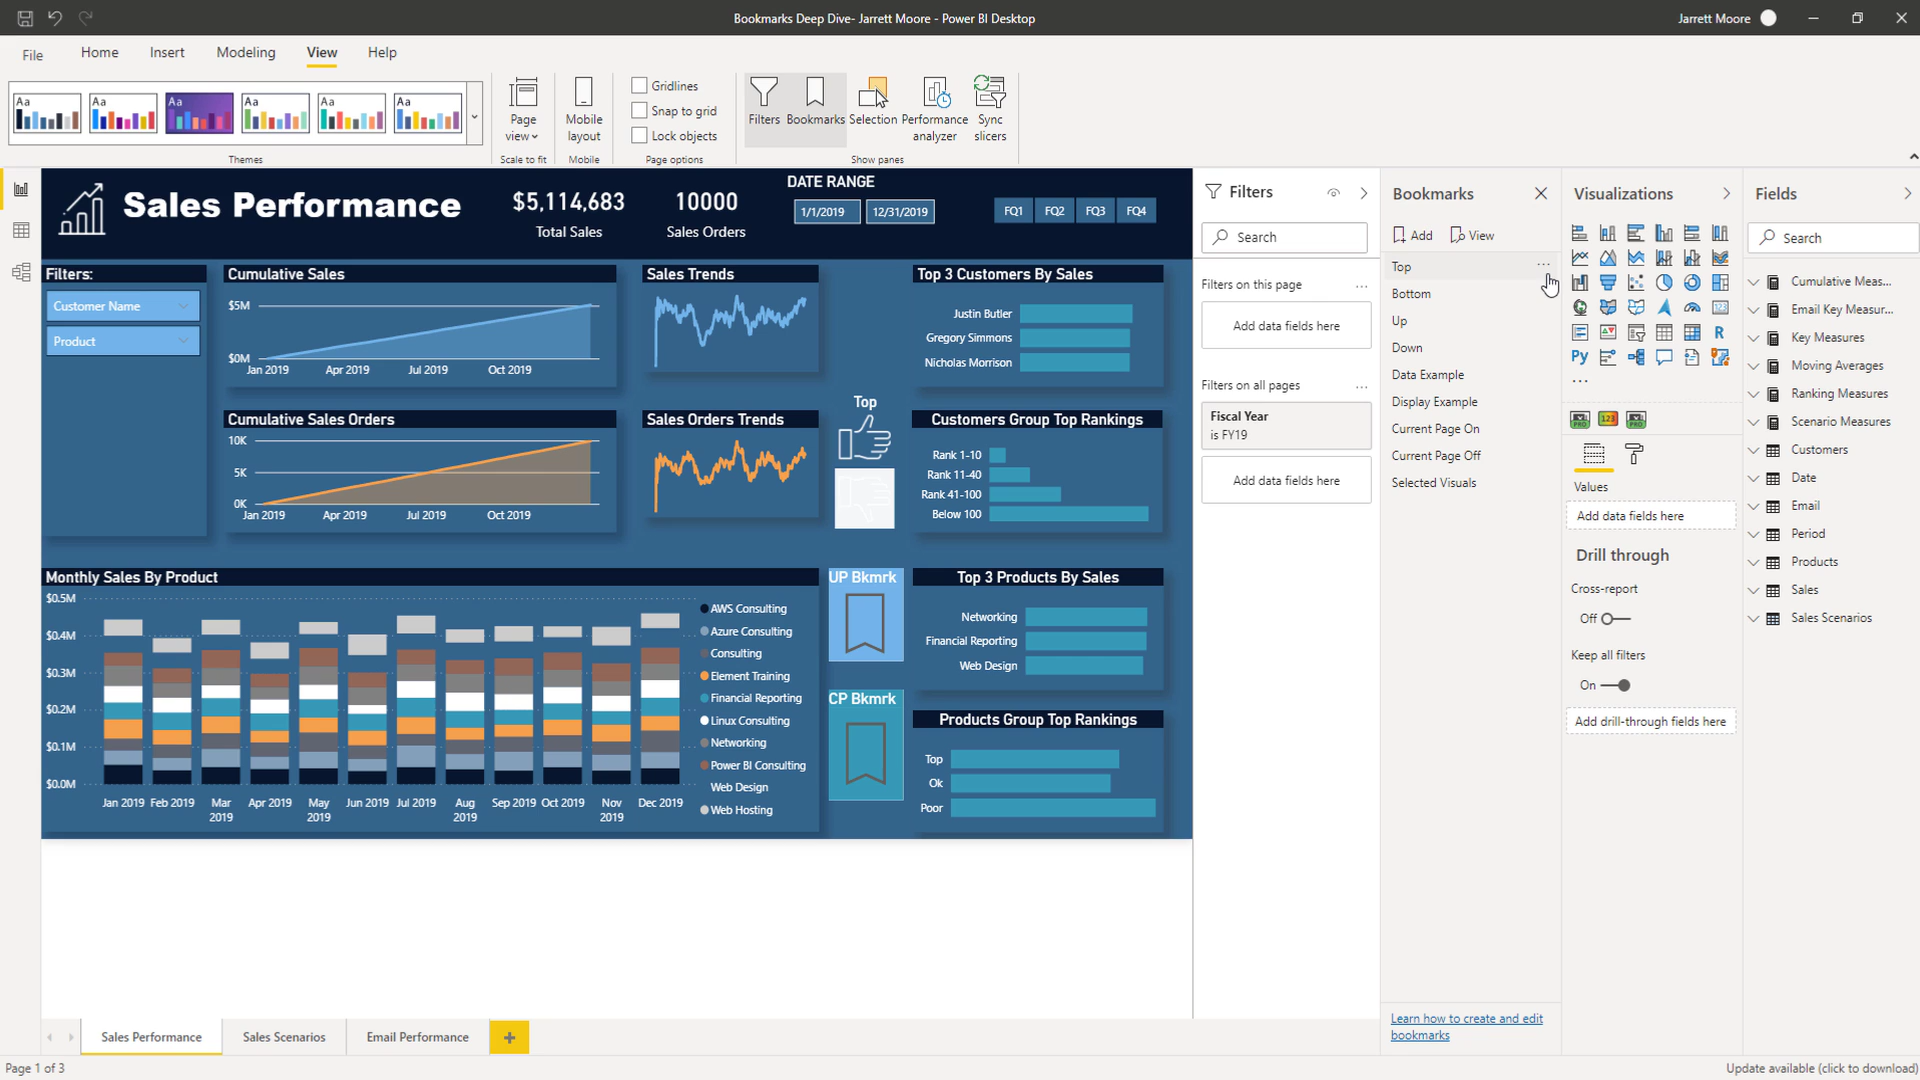 Bookmarks Deep Dive- Jarrett Moore - Power BI Desktop
Jarrett Moore
File
Home
Insert
Modeling
View
Help
Aa
Aa
Aa
Aa
Aa
Aa
Themes
Page view
Scale to fit
Mobile layout
Mobile
Gridlines
Snap to grid
Lock objects
Page options
Filters
Bookmarks
Selection
Performance analyzer
Sync slicers
Show panes
Sales Performance
$5,114,683
Total Sales
10000
Sales Orders
DATE RANGE
1/1/2019
12/31/2019
FQ1
FQ2
FQ3
FQ4
Filters:
Customer Name
Product
Cumulative Sales
$5M
$0M
Jan 2019
Apr 2019
Jul 2019
Oct 2019
Sales Trends
Top 3 Customers By Sales
Justin Butler
Gregory Simmons
Nicholas Morrison
Cumulative Sales Orders
10K
5K
0K
Jan 2019
Apr 2019
Jul 2019
Oct 2019
Sales Orders Trends
Top
Customers Group Top Rankings
Rank 1-10
Rank 11-40
Rank 41-100
Below 100
Monthly Sales By Product
$0.5M
$0.4M
$0.3M
$0.2M
$0.1M
$0.0M
Jan 2019
Feb 2019
Mar 2019
Apr 2019
May 2019
Jun 2019
Jul 2019
Aug 2019
Sep 2019
Oct 2019
Nov 2019
Dec 2019
AWS Consulting
Azure Consulting
Consulting
Element Training
Financial Reporting
Linux Consulting
Networking
Power BI Consulting
Web Design
Web Hosting
UP Bkmrk
CP Bkmrk
Top 3 Products By Sales
Networking
Financial Reporting
Web Design
Products Group Top Rankings
Top
Ok
Poor
Filters
Search
Filters on this page
...
Add data fields here
Filters on all pages
...
Fiscal Year
is FY19
Add data fields here
Bookmarks
Add
View
Top
...
Bottom
Up
Down
Data Example
Display Example
Current Page On
Current Page Off
Selected Visuals
Learn how to create and edit
bookmarks
Visualizations
R
Py
...
PRO
123
PRO
Values
Add data fields here
Drill through
Cross-report
Off
Keep all filters
On
Add drill-through fields here
Fields
Search
Cumulative Meas...
Email Key Measur...
Key Measures
Moving Averages
Ranking Measures
Scenario Measures
Customers
Date
Email
Period
Products
Sales
Sales Scenarios
Sales Performance
Sales Scenarios
Email Performance
Page 1 of 3
Update available (click to download)